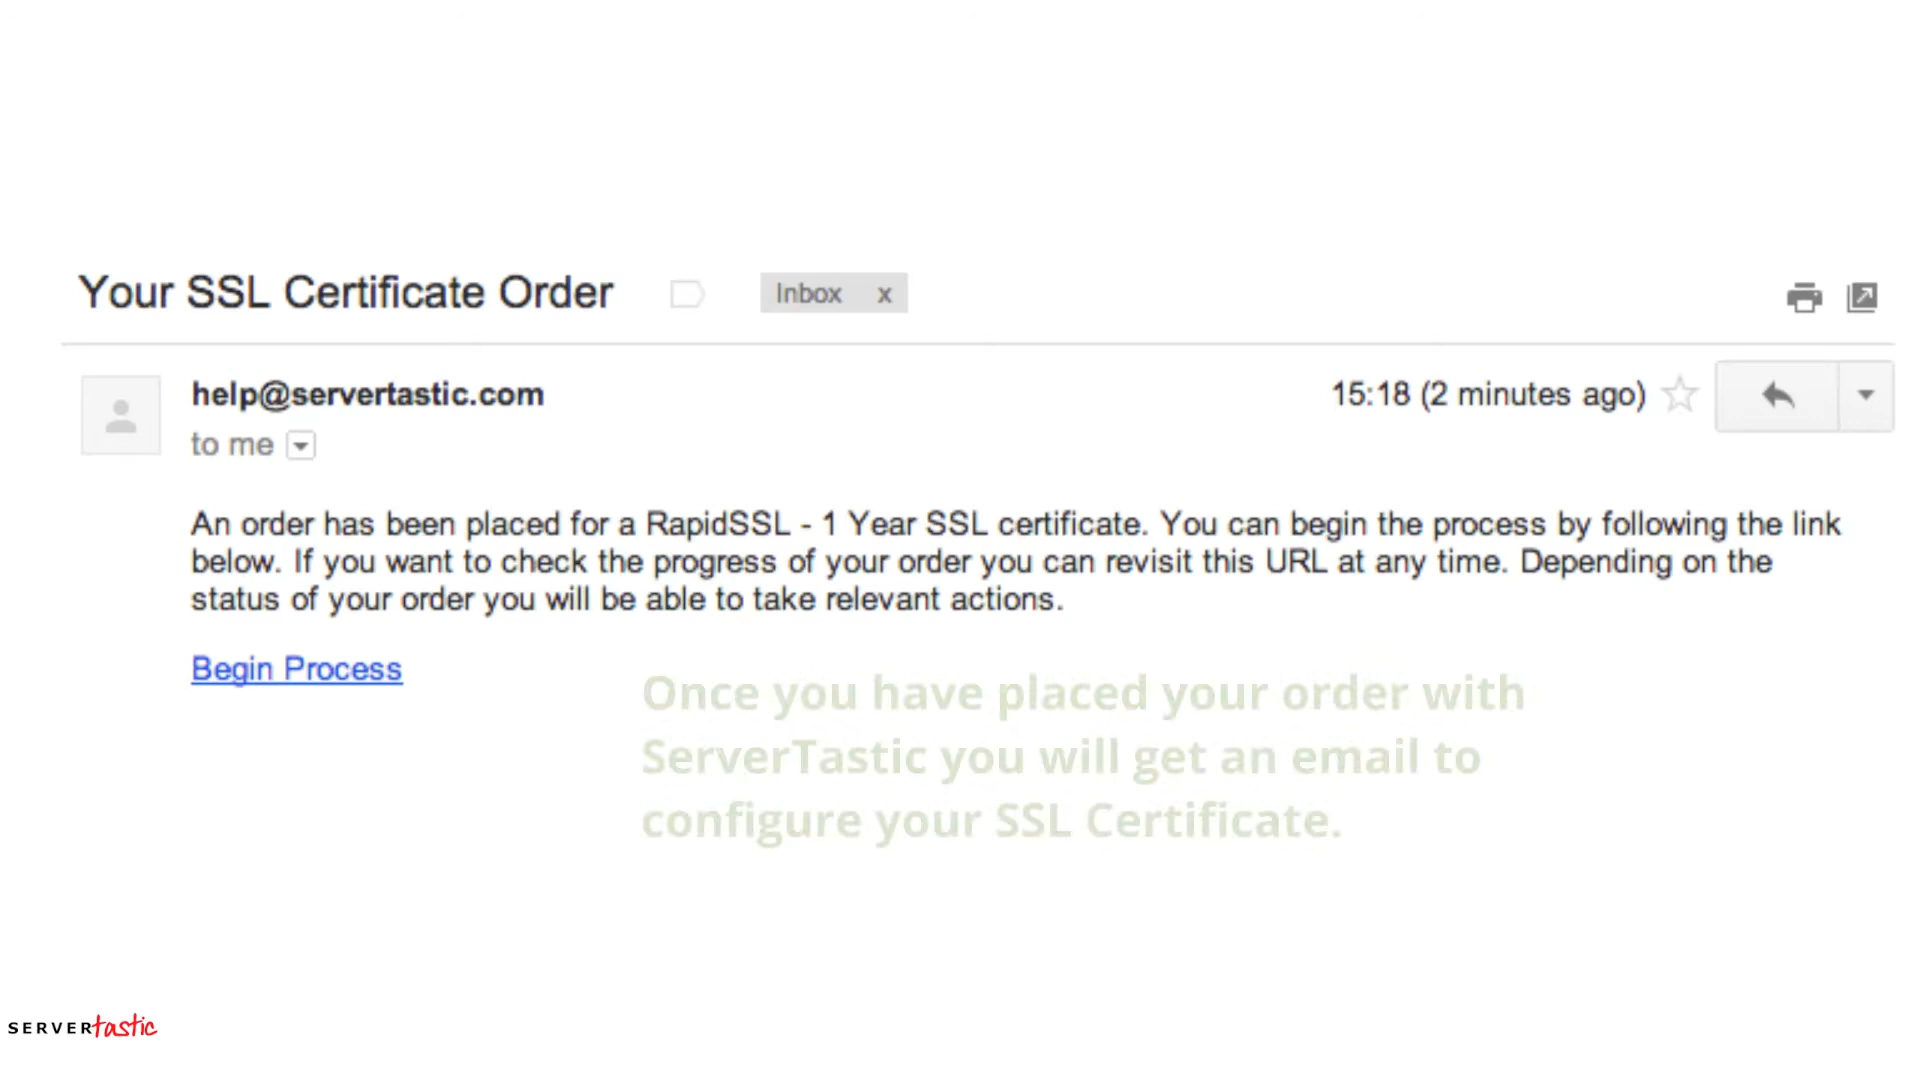 Your SSL Certificate Order
Inbox x
help@servertastic.com
15:18 (2 minutes ago)
to me
An order has been placed for a RapidSSL - 1 Year SSL certificate. You can begin the process by following the link
below. If you want to check the progress of your order you can revisit this URL at any time. Depending on the
status of your order you will be able to take relevant actions.
Begin Process
Once you have placed your order with
ServerTastic you will get an email to
configure your SSL Certificate.
SERVERtastic